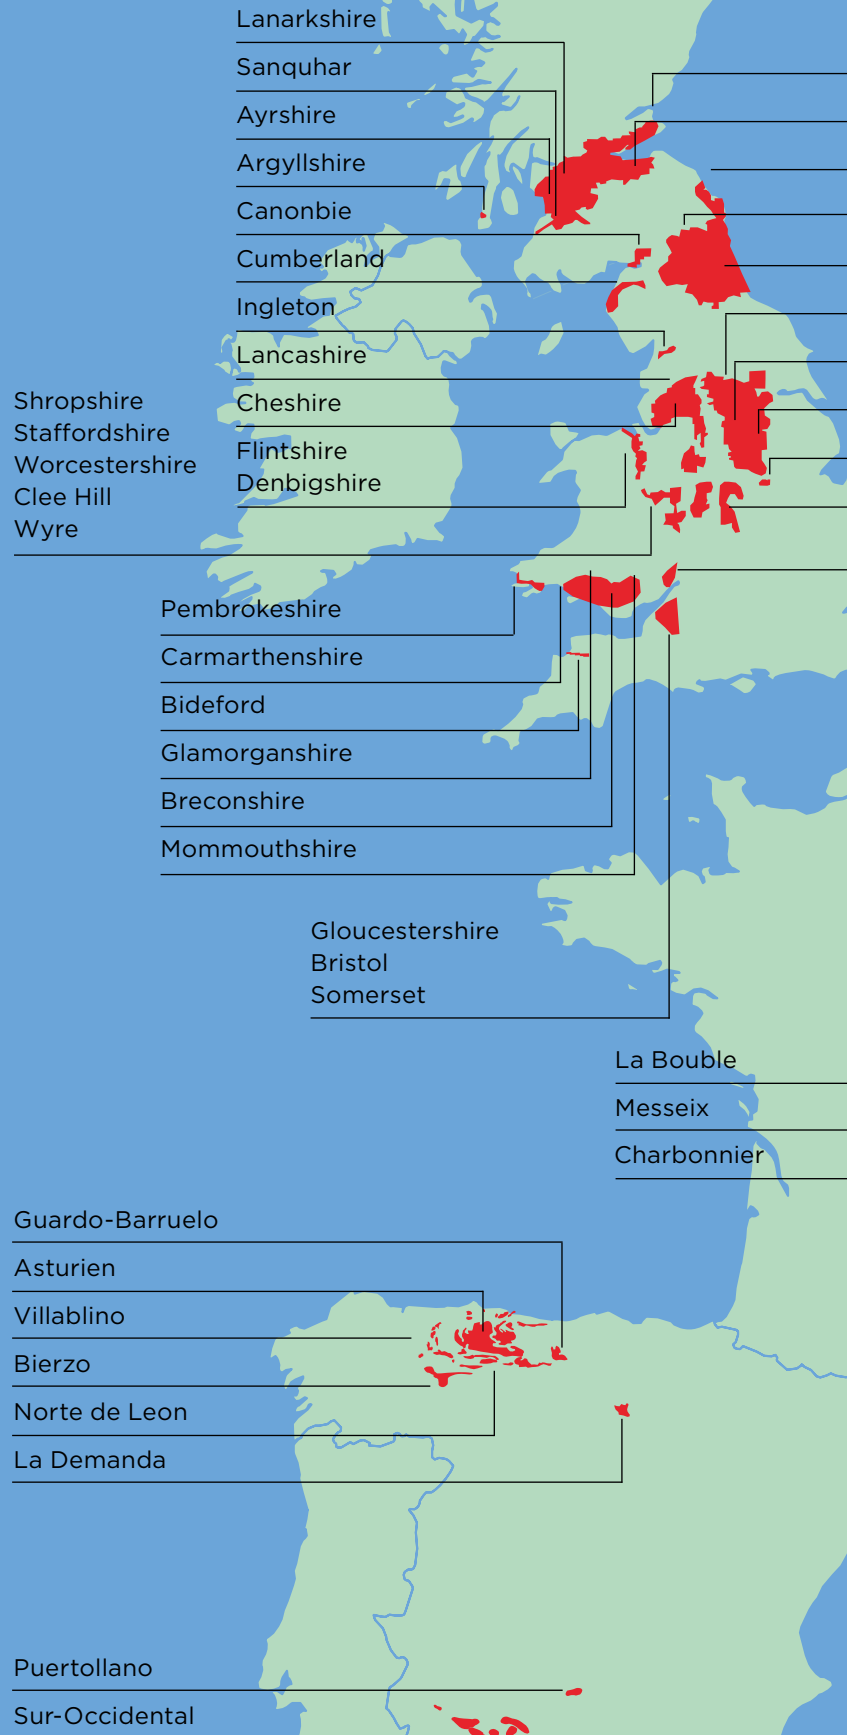 Lanarkshire
Sanquhar
Ayrshire
Argyllshire
Canonbie
Cumberland
Ingleton
Lancashire
Cheshire
Flintshire
Denbigshire
Shropshire
Staffordshire
Worcestershire
Clee Hill
Wyre
Pembrokeshire
Carmarthenshire
Bideford
Glamorganshire
Breconshire
Mommouthshire
Gloucestershire
Bristol
Somerset
La Bouble
Messeix
Charbonnier
Guardo-Barruelo
Asturien
Villablino
Bierzo
Norte de Leon
La Demanda
Puertollano
Sur-Occidental